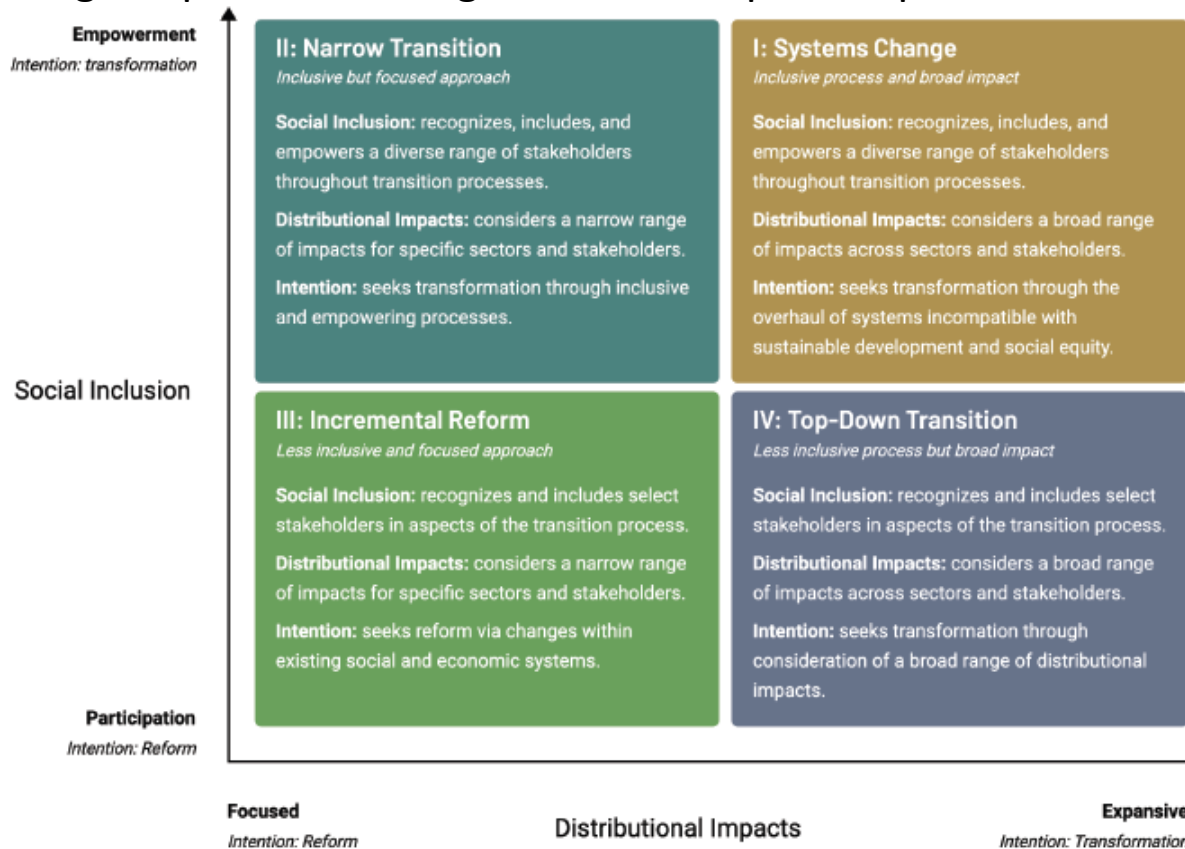 Empowerment
Intention: transformation
II: Narrow Transition
Inclusive but focused approach
Social Inclusion: recognizes, includes, and
empowers a diverse range of stakeholders
throughout transition processes.
Distributional Impacts: considers a narrow range
of impacts for specific sectors and stakeholders.
Intention: seeks transformation through inclusive
and empowering processes.
I: Systems Change
Inclusive process and broad impact
Social Inclusion: recognizes, includes, and
empowers a diverse range of stakeholders
throughout transition processes.
Distributional Impacts: considers a broad range
of impacts across sectors and stakeholders.
Intention: seeks transformation through the
overhaul of systems incompatible with
sustainable development and social equity.
Social Inclusion
III: Incremental Reform
Less inclusive and focused approach
Social Inclusion: recognizes and includes select
stakeholders in aspects of the transition process.
Distributional Impacts: considers a narrow range
of impacts for specific sectors and stakeholders.
Intention: seeks reform via changes within
existing social and economic systems.
IV: Top-Down Transition
Less inclusive process but broad impact
Social Inclusion: recognizes and includes select
stakeholders in aspects of the transition process.
Distributional Impacts: considers a broad range
of impacts across sectors and stakeholders.
Intention: seeks transformation through
consideration of a broad range of distributional
impacts.
Participation
Intention: Reform
Focused
Intention: Reform
Distributional Impacts
Expansive
Intention: Transformation